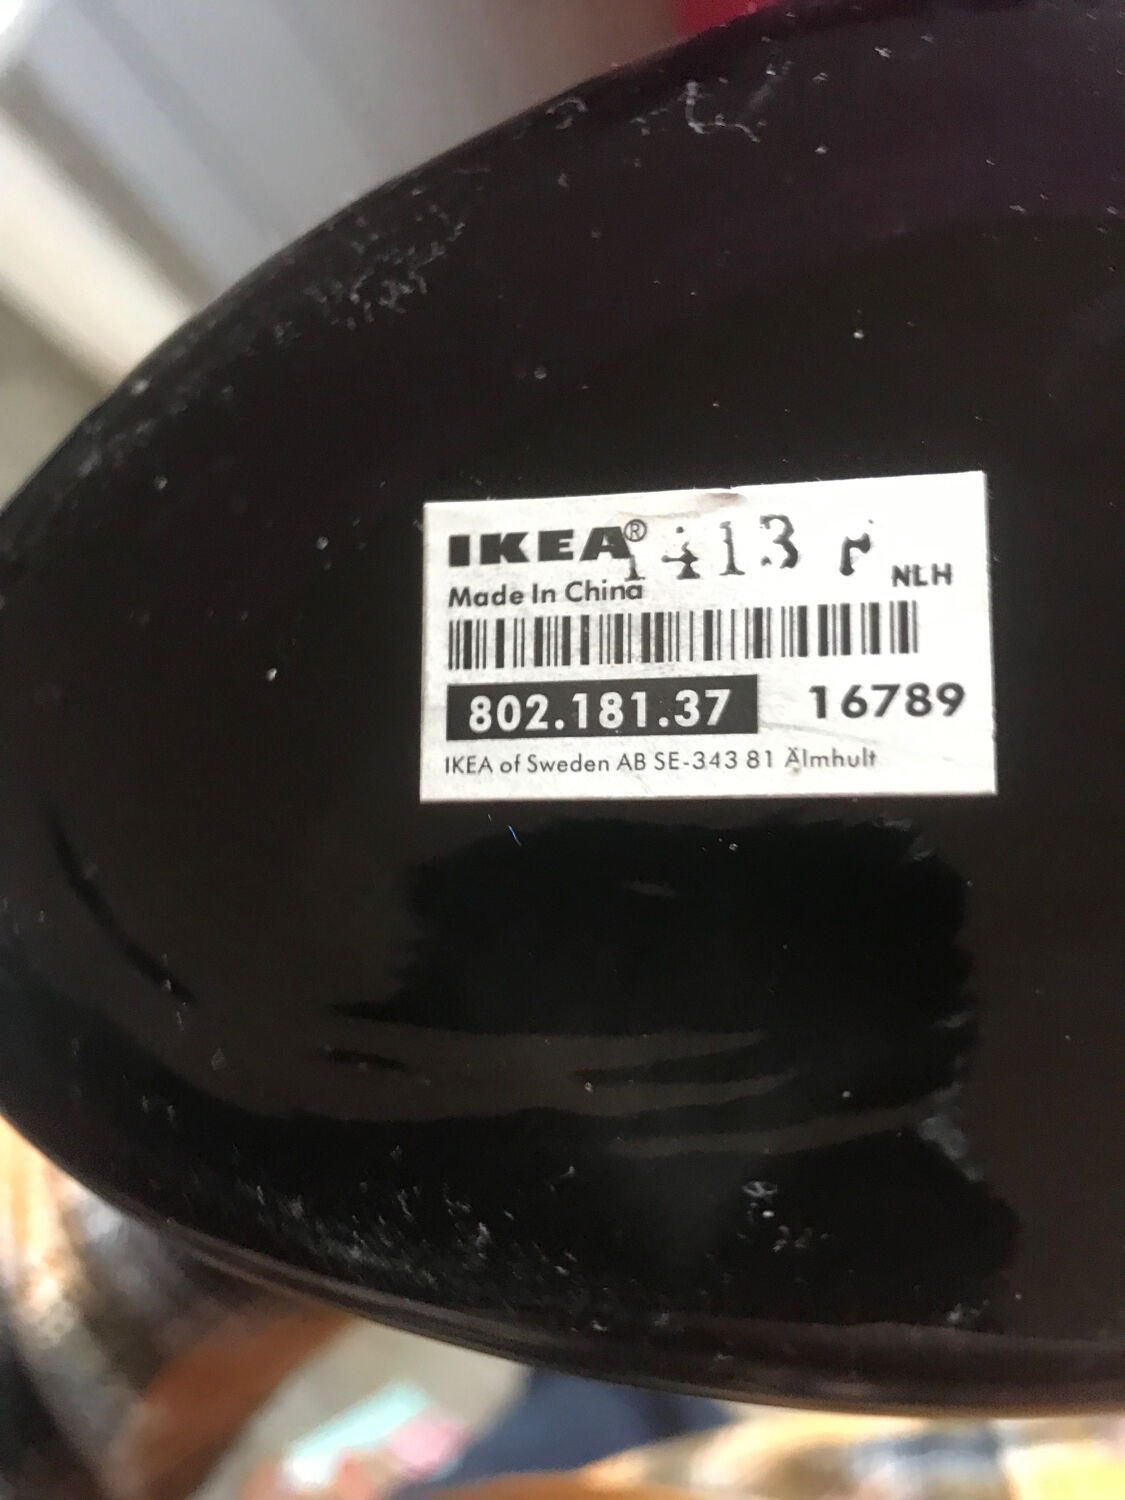 IKEA® 1413
NLH
Made In China
802.181.37 16789
IKEA of Sweden AB SE-343 81 Älmhult